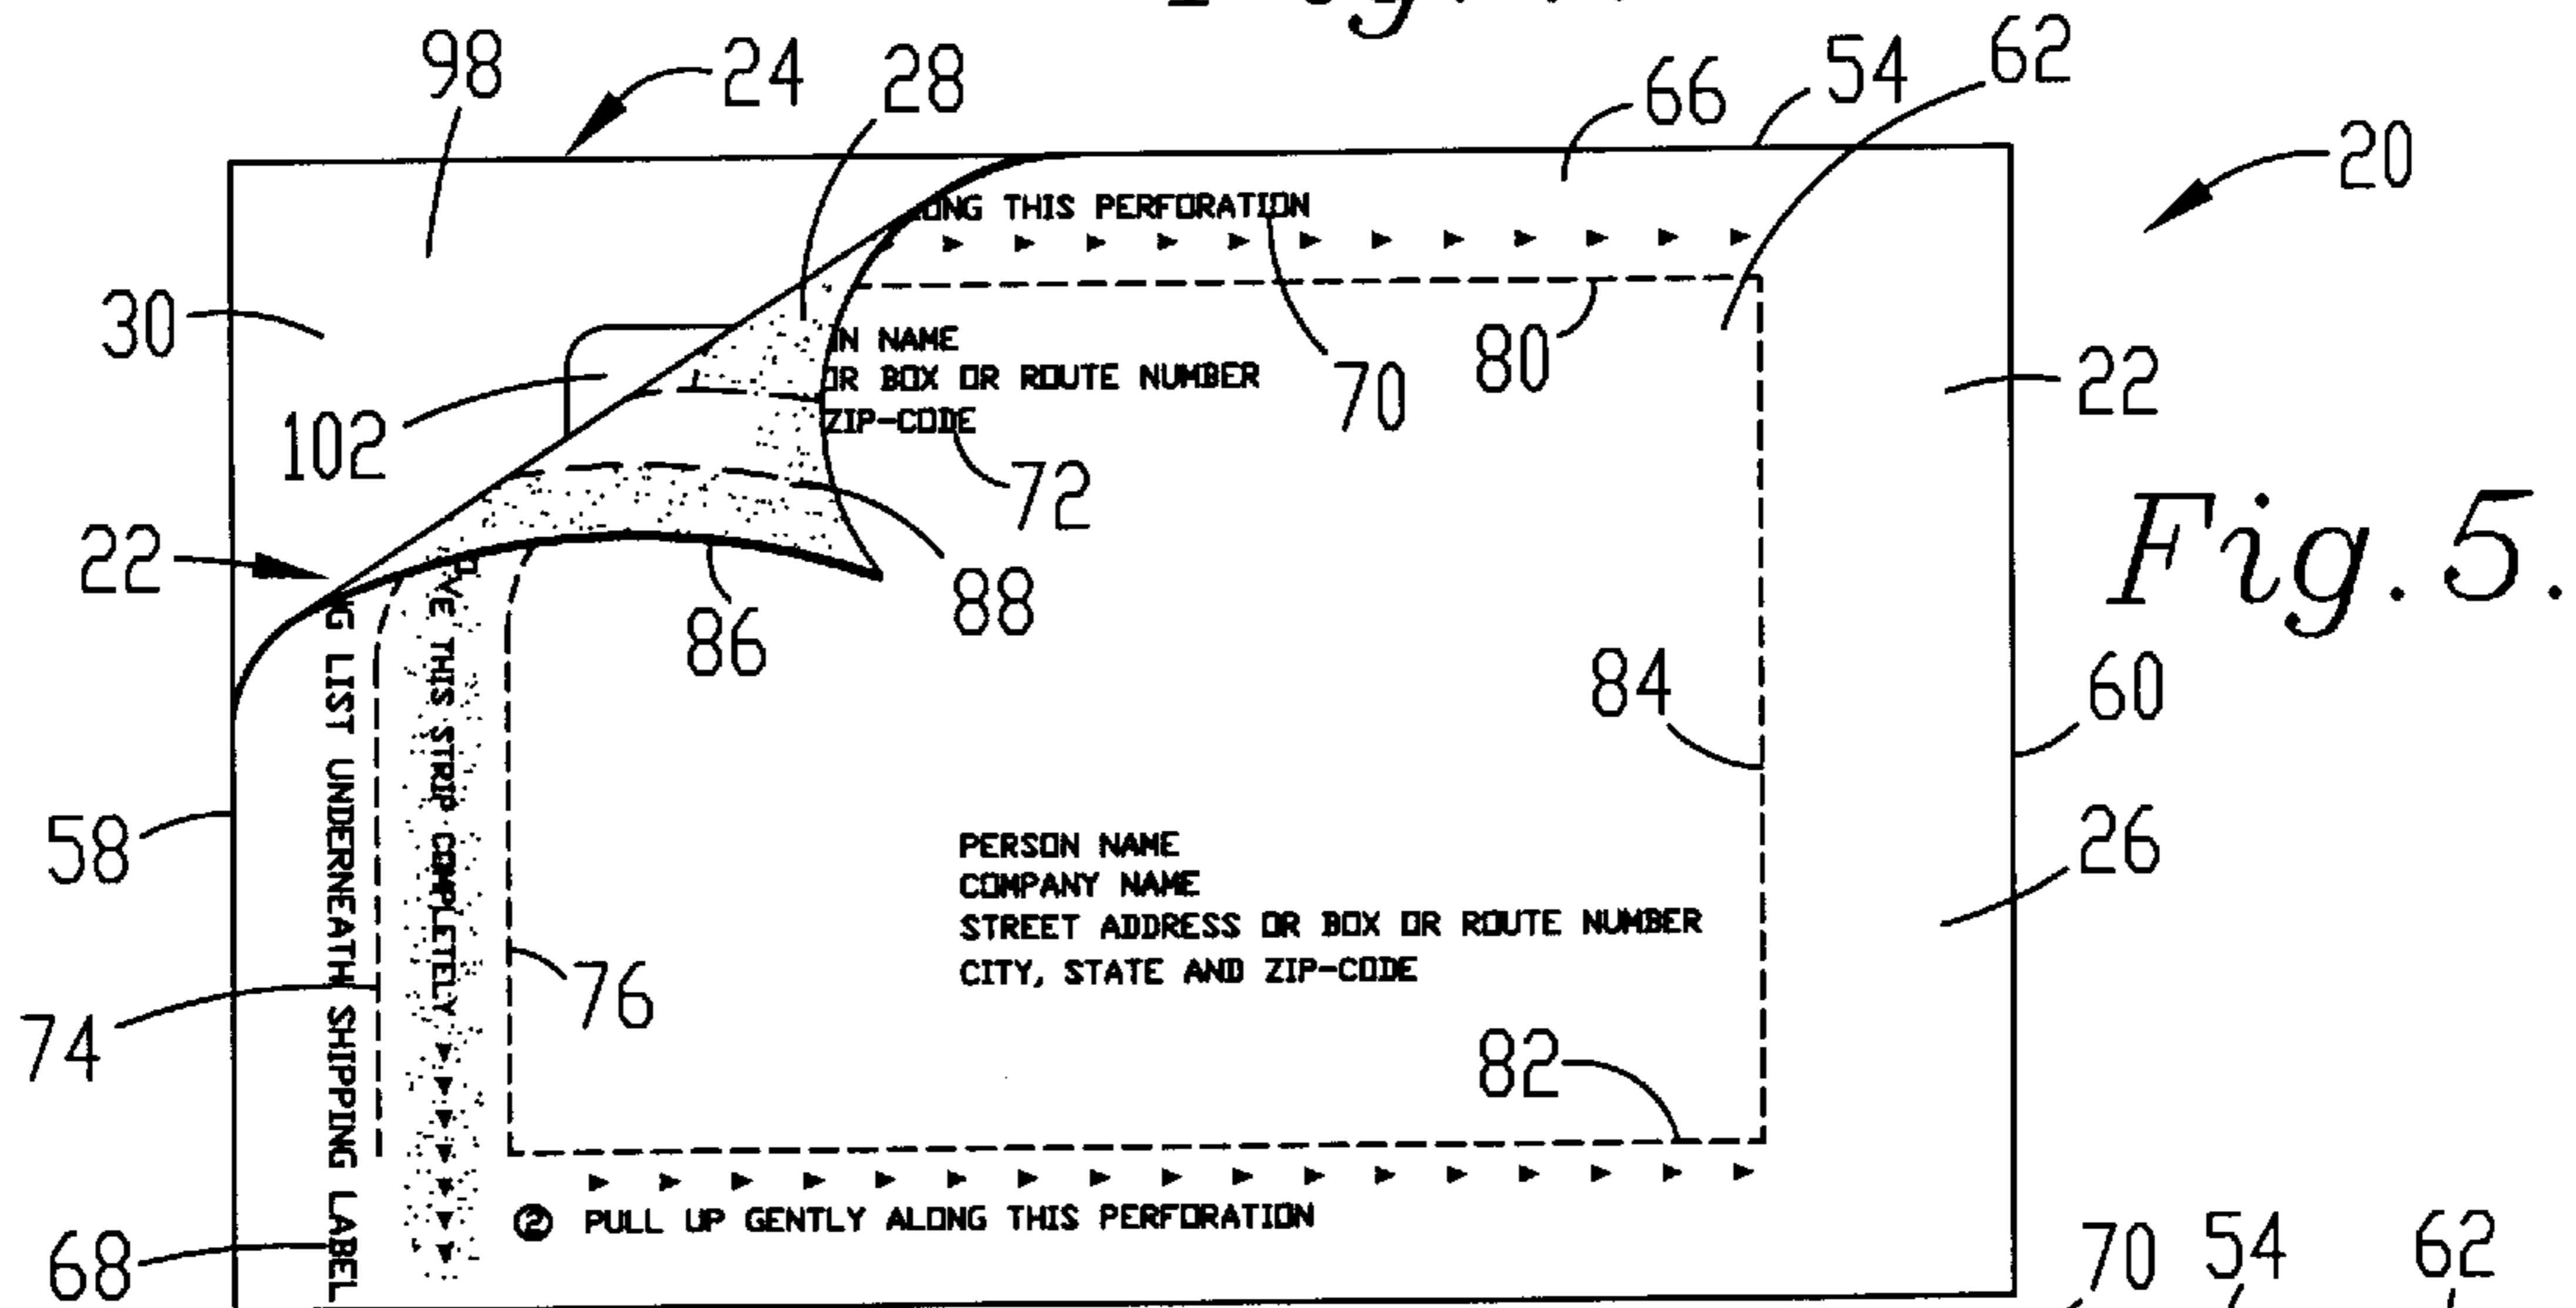 98
24
28
66
54
62
20
LONG THIS PERFORATION
30
IN NAME
OR BOX OR ROUTE NUMBER
ZIP-CODE
80
70
22
102
72
Fig. 5.
22
88
86
84
60
58
26
NG LIST UNDERNEATH SHIPPING LABEL
OVE THIS STRIP COMPLETELY
PERSON NAME
COMPANY NAME
STREET ADDRESS OR BOX OR ROUTE NUMBER
CITY, STATE AND ZIP-CODE
76
74
82
② PULL UP GENTLY ALONG THIS PERFORATION
68
70 54 62